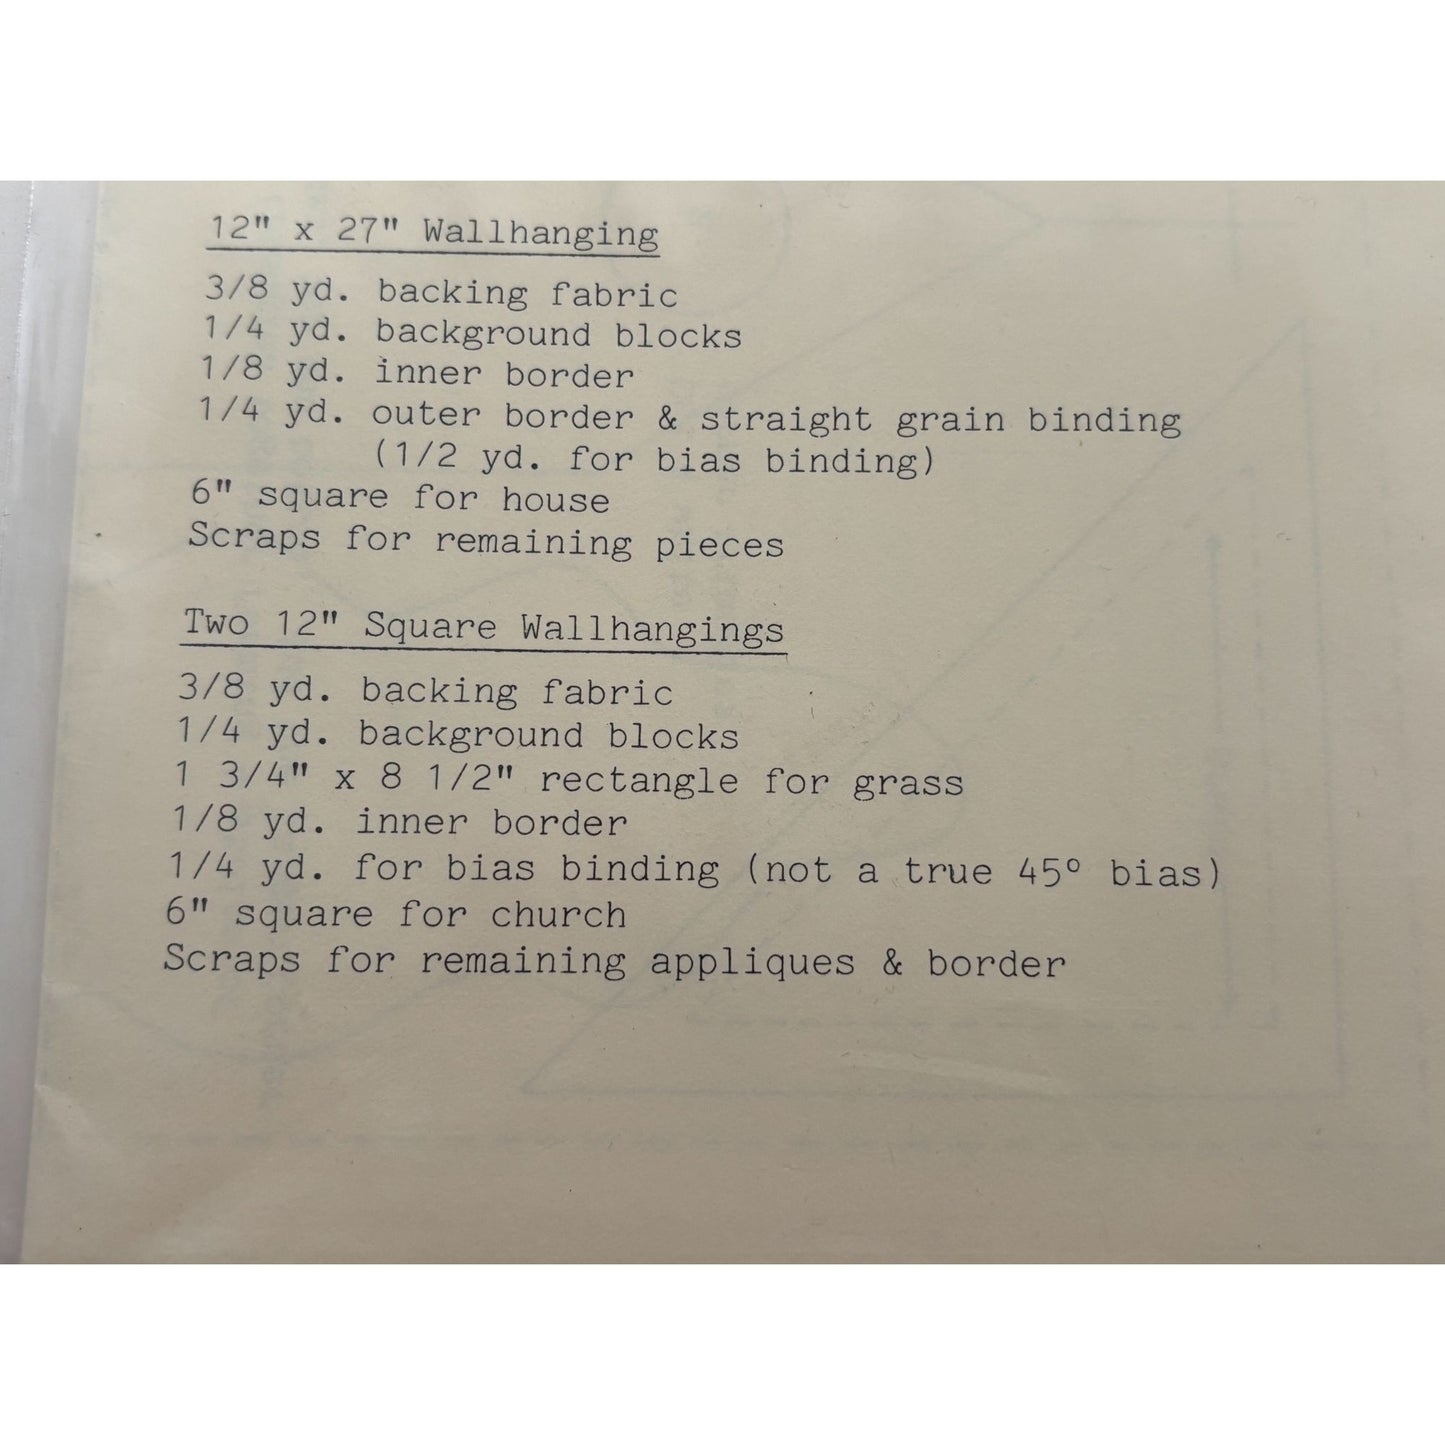 12" x 27" Wallhanging
3/8 yd. backing fabric
1/4 yd. background blocks
1/8 yd. inner border
1/4 yd. outer border & straight grain binding
(1/2 yd. for bias binding)
6" square for house
Scraps for remaining pieces
Two 12" Square Wallhangings
3/8 yd. backing fabric
1/4 yd. background blocks
1 3/4" x 8 1/2" rectangle for grass
1/8 yd. inner border
1/4 yd. for bias binding (not a true 45º bias)
6" square for church
Scraps for remaining appliques & border